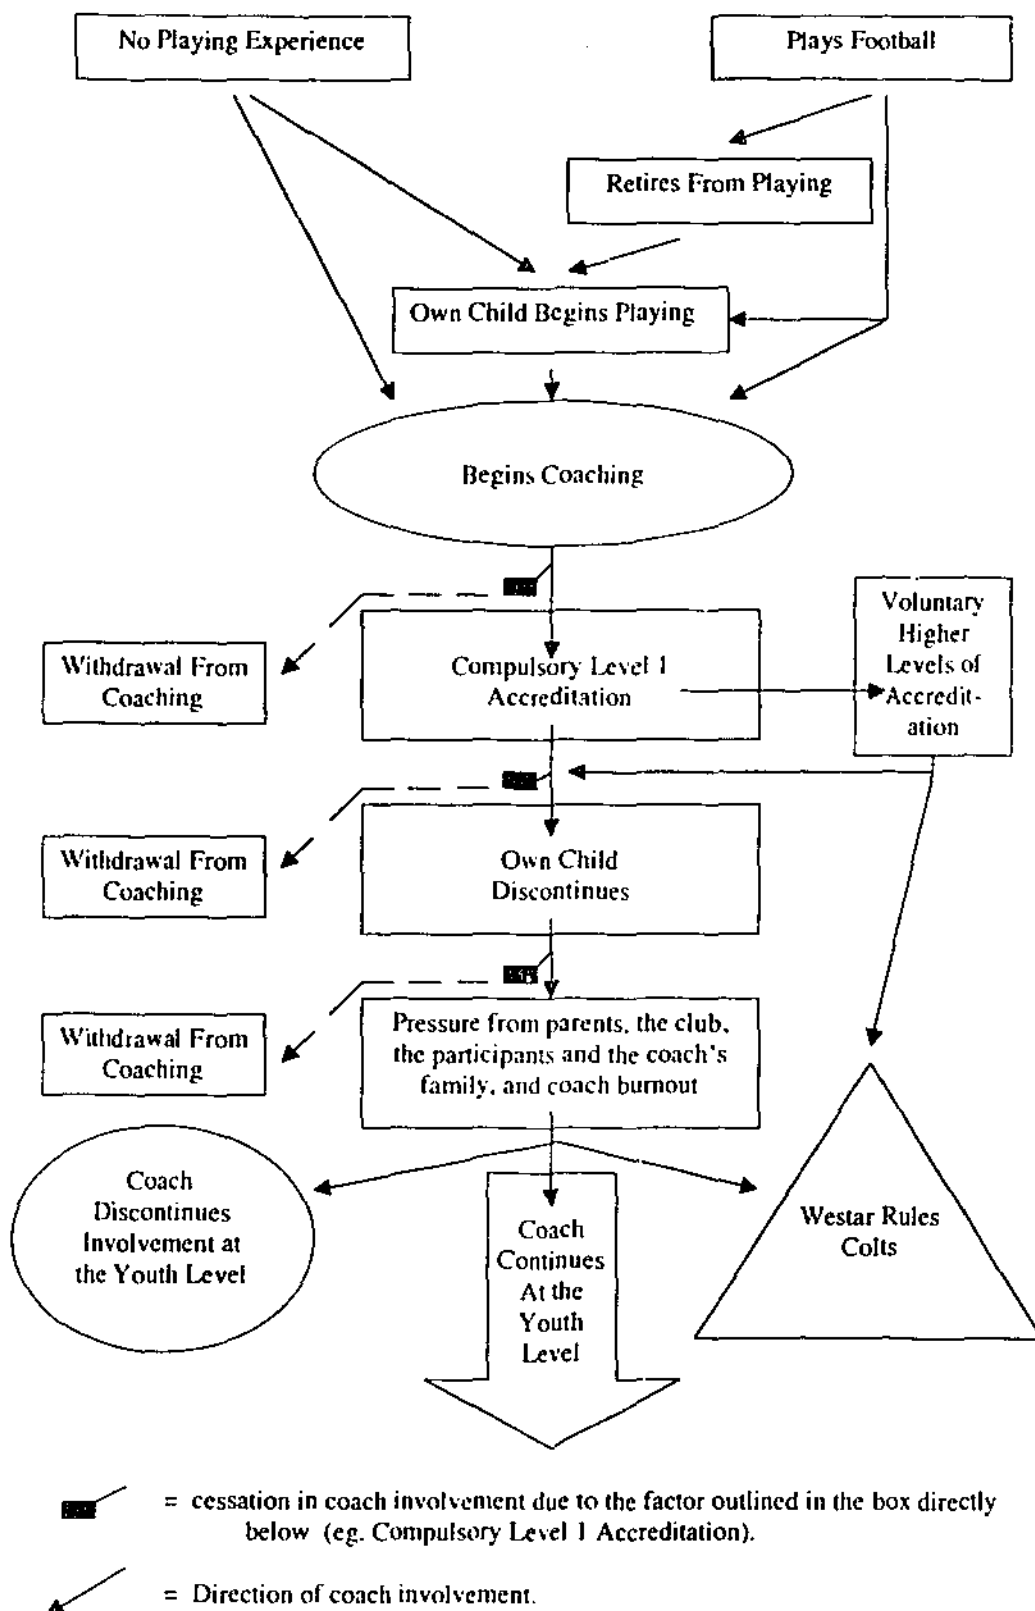 No Playing Experience
Plays Football
Retires From Playing
Own Child Begins Playing
Begins Coaching
Voluntary
Higher
Levels of
Accredit-
ation
Withdrawal From
Coaching
Compulsory Level 1
Accreditation
Withdrawal From
Coaching
Own Child
Discontinues
Withdrawal From
Coaching
Pressure from parents, the club,
the participants and the coach's
family, and coach burnout
Coach
Discontinues
Involvement at
the Youth Level
Coach
Continues
At the
Youth
Level
Westar Rules
Colts
= cessation in coach involvement due to the factor outlined in the box directly
below (eg. Compulsory Level 1 Accreditation).
= Direction of coach involvement.